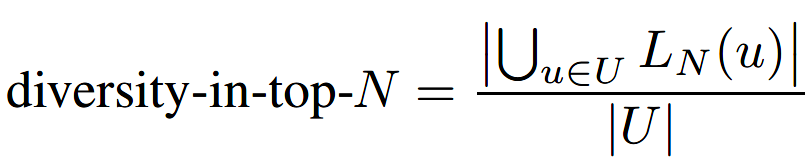 diversity-in-top-N = |⋃_{u∈U} L_N(u)| / |U|